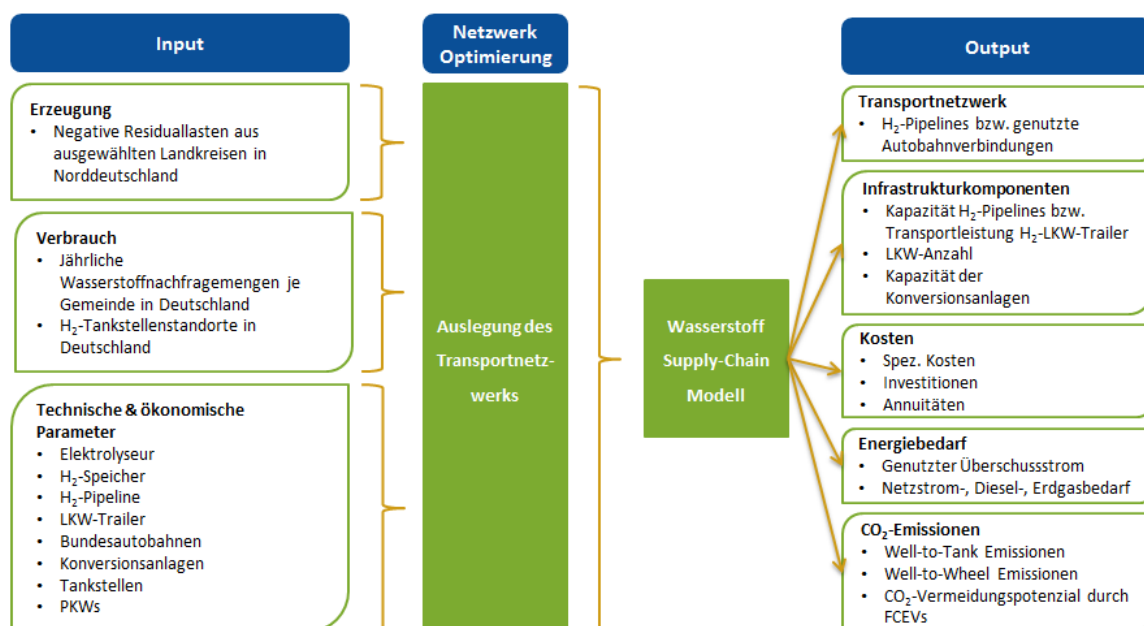 Input
Erzeugung
• Negative Residuallasten aus
ausgewählten Landkreisen in
Norddeutschland
Verbrauch
• Jährliche
Wasserstoffnachfragemengen je
Gemeinde in Deutschland
• H₂-Tankstellenstandorte in
Deutschland
Technische & ökonomische
Parameter
• Elektrolyseur
• H₂-Speicher
• H₂-Pipeline
• LKW-Trailer
• Bundesautobahnen
• Konversionsanlagen
• Tankstellen
• PKWs
Netzwerk
Optimierung
Auslegung des
Transportnetz-
werks
Wasserstoff
Supply-Chain
Modell
Output
Transportnetzwerk
• H₂-Pipelines bzw. genutzte
Autobahnverbindungen
Infrastrukturkomponenten
• Kapazität H₂-Pipelines bzw.
Transportleistung H₂-LKW-Trailer
• LKW-Anzahl
• Kapazität der
Konversionsanlagen
Kosten
• Spez. Kosten
• Investitionen
• Annuitäten
Energiebedarf
• Genutzter Überschussstrom
• Netzstrom-, Diesel-, Erdgasbedarf
CO₂-Emissionen
• Well-to-Tank Emissionen
• Well-to-Wheel Emissionen
• CO₂-Vermeidungspotenzial durch
FCEVs